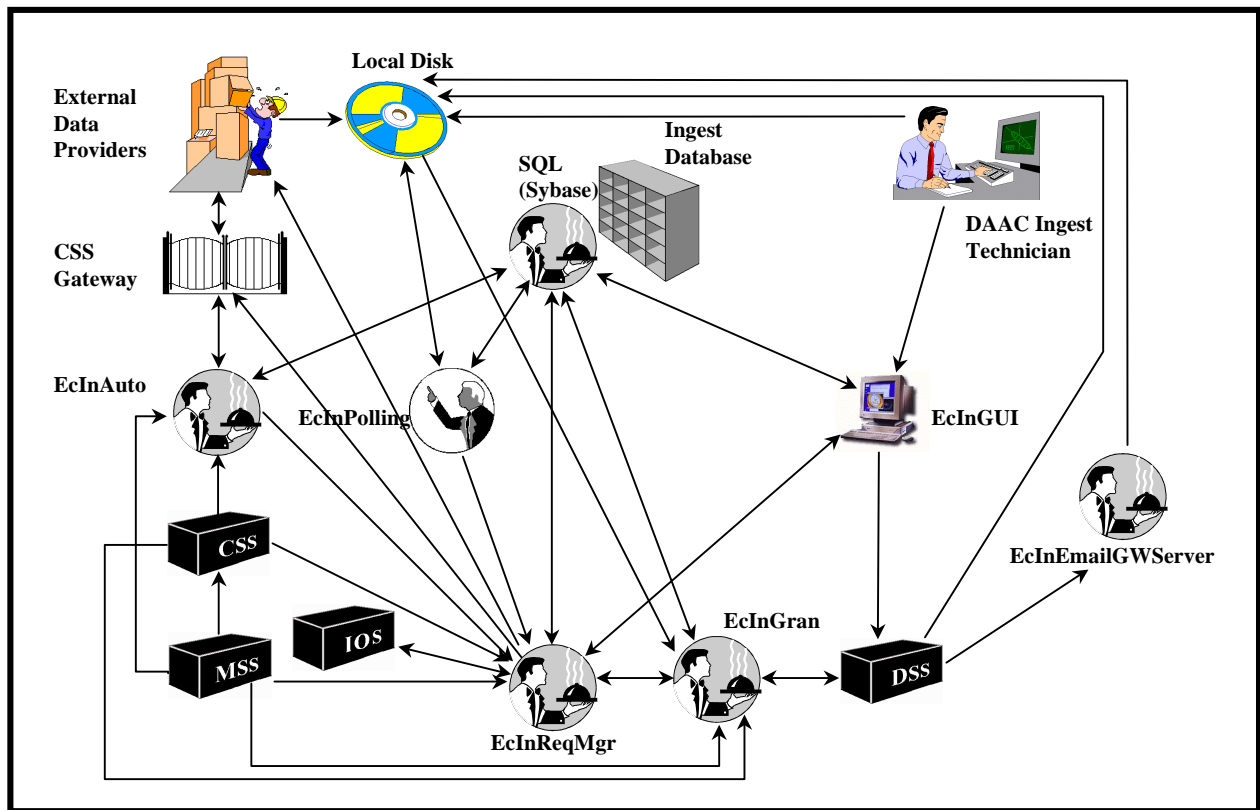 Local Disk
External
Data
Providers
Ingest
Database
SQL
(Sybase)
DAAC Ingest
Technician
CSS
Gateway
EcInAuto
EcInPolling
EcInGUI
CSS
EcInEmailGWServer
EcInGran
IOS
MSS
DSS
EcInReqMgr